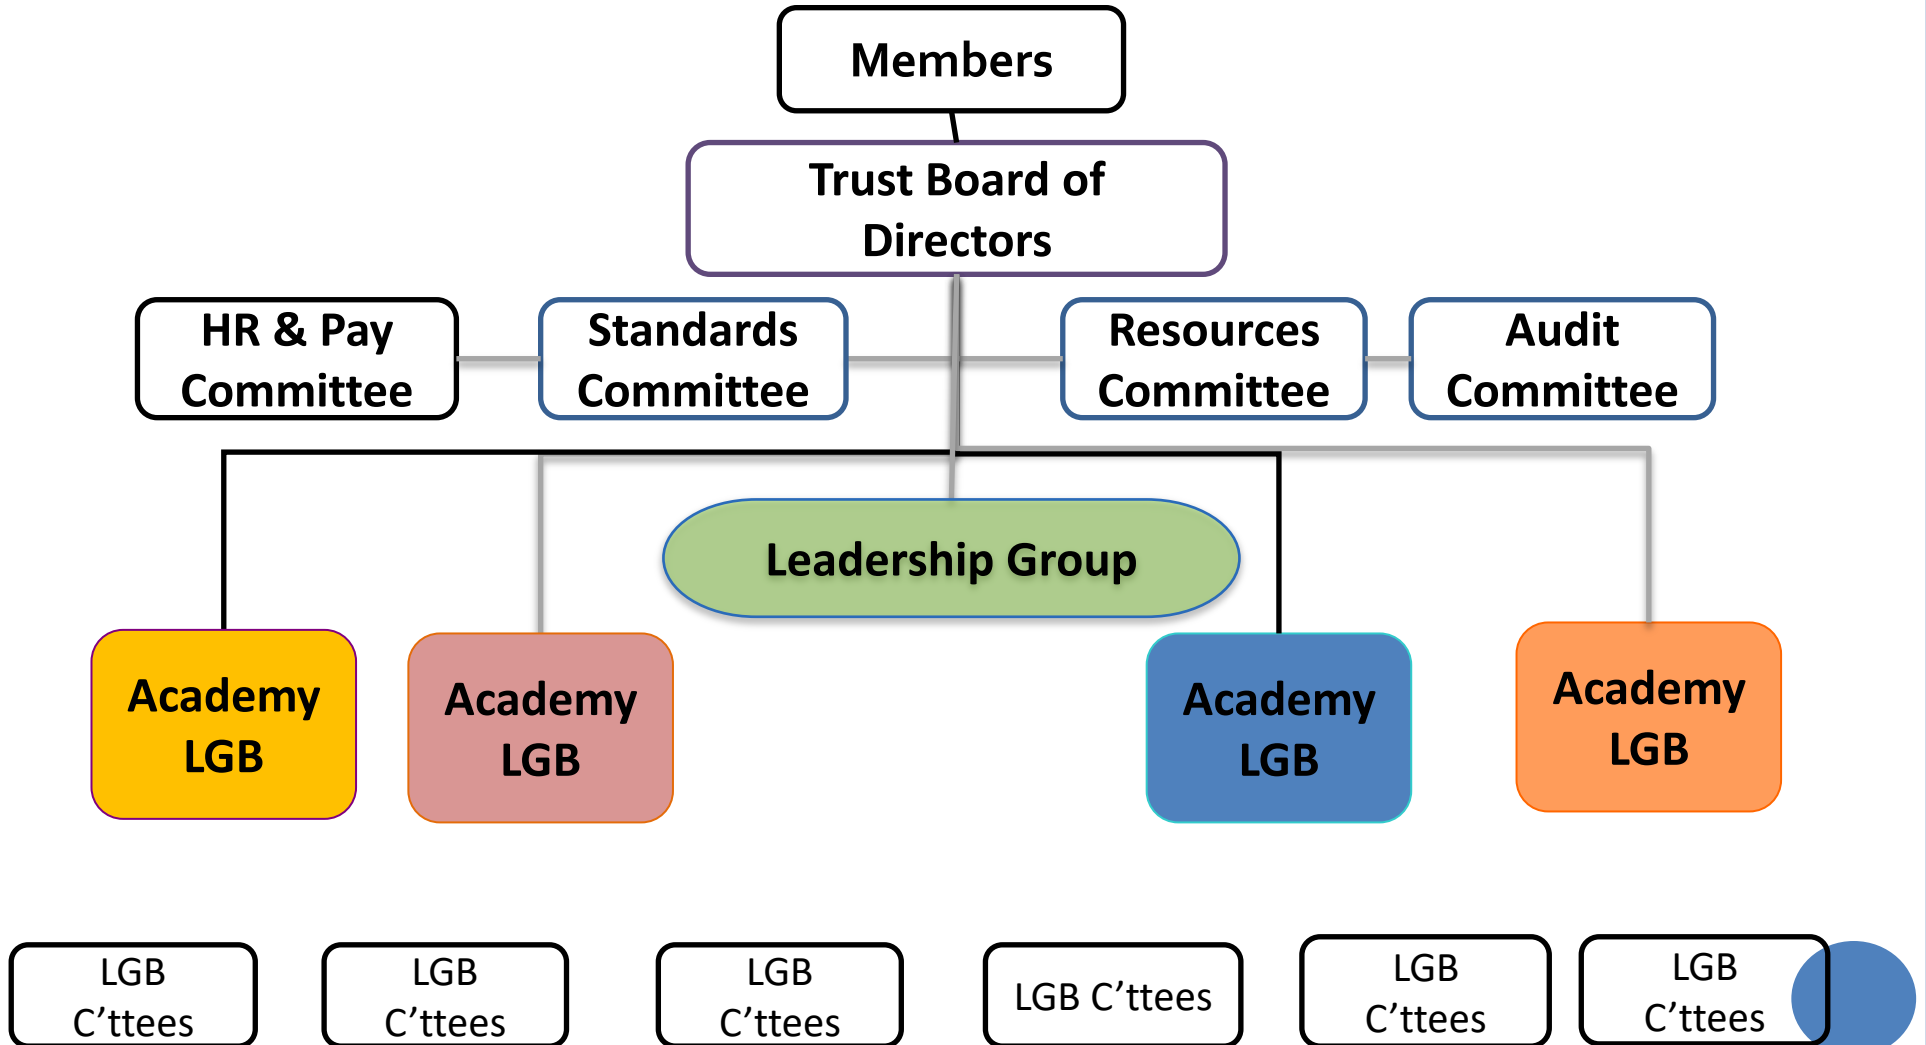 Members
Trust Board of
Directors
HR & Pay
Committee
Standards
Committee
Resources
Committee
Audit
Committee
Leadership Group
Academy
LGB
Academy
LGB
Academy
LGB
Academy
LGB
LGB
C’ttees
LGB
C’ttees
LGB
C’ttees
LGB C’ttees
LGB
C’ttees
LGB
C’ttees